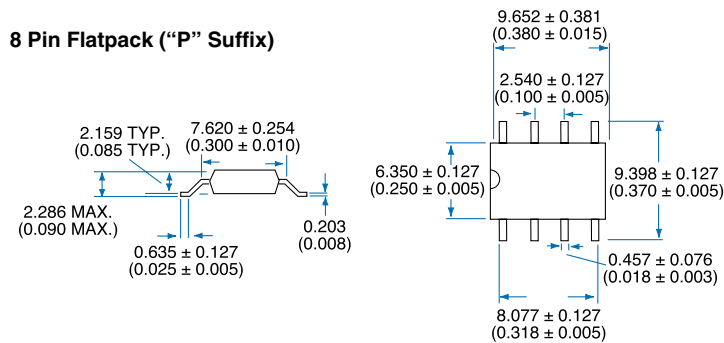 8 Pin Flatpack (“P” Suffix)
2.159 TYP.
(0.085 TYP.)
7.620 ± 0.254
(0.300 ± 0.010)
2.286 MAX.
(0.090 MAX.)
0.635 ± 0.127
(0.025 ± 0.005)
0.203
(0.008)
9.652 ± 0.381
(0.380 ± 0.015)
2.540 ± 0.127
(0.100 ± 0.005)
6.350 ± 0.127
(0.250 ± 0.005)
9.398 ± 0.127
(0.370 ± 0.005)
0.457 ± 0.076
(0.018 ± 0.003)
8.077 ± 0.127
(0.318 ± 0.005)